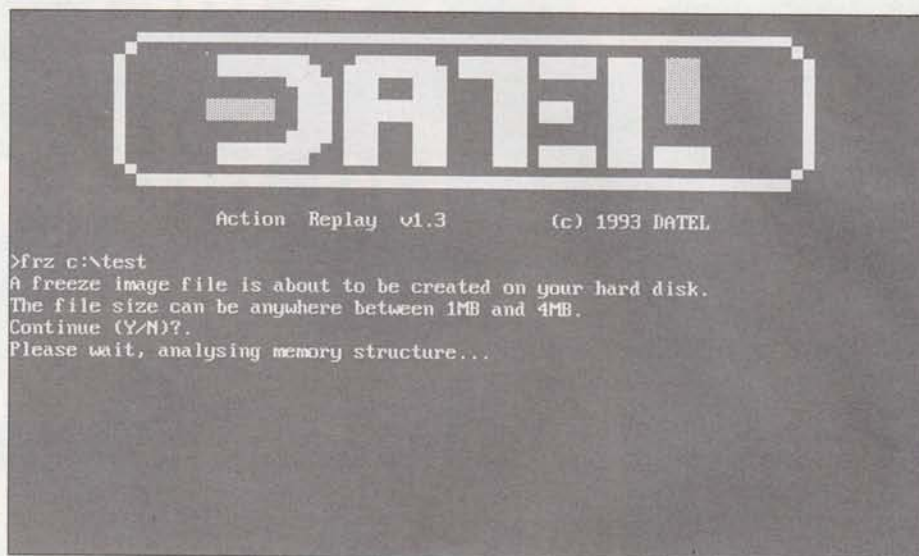 DATEL
Action Replay v1.3 (c) 1993 DATEL
>frz c:\test
A freeze image file is about to be created on your hard disk.
The file size can be anywhere between 1MB and 4MB.
Continue (Y/N)?.
Please wait, analysing memory structure...